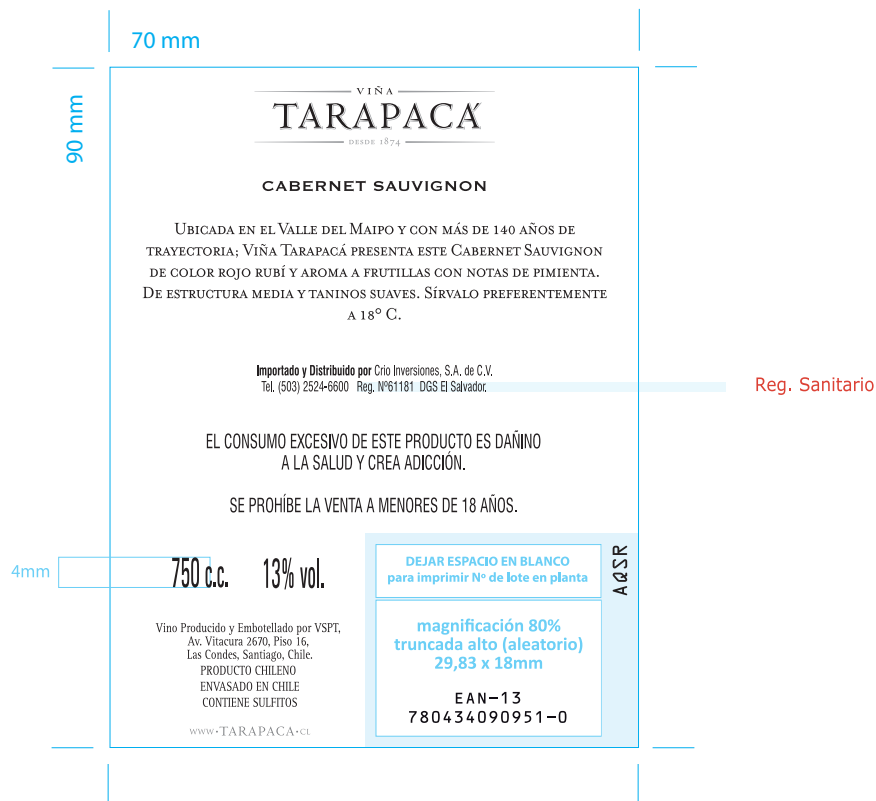 70 mm
90 mm
VIÑA
TARAPACÁ
DESDE 1874
CABERNET SAUVIGNON
UBICADA EN EL VALLE DEL MAIPO Y CON MÁS DE 140 AÑOS DE
TRAYECTORIA; VIÑA TARAPACÁ PRESENTA ESTE CABERNET SAUVIGNON
DE COLOR ROJO RUBÍ Y AROMA A FRUTILLAS CON NOTAS DE PIMIENTA.
DE ESTRUCTURA MEDIA Y TANINOS SUAVES. SÍRVALO PREFERENTEMENTE
A 18° C.
Importado y Distribuido por Crio Inversiones, S.A. de C.V.
Tel. (503) 2524-6600 Reg. Nº61181 DGS El Salvador.
Reg. Sanitario
EL CONSUMO EXCESIVO DE ESTE PRODUCTO ES DAÑINO
A LA SALUD Y CREA ADICCIÓN.
SE PROHÍBE LA VENTA A MENORES DE 18 AÑOS.
4mm
750 c.c. 13% vol.
Vino Producido y Embotellado por VSPT,
Av. Vitacura 2670, Piso 16,
Las Condes, Santiago, Chile.
PRODUCTO CHILENO
ENVASADO EN CHILE
CONTIENE SULFITOS
WWW·TARAPACA·CL
DEJAR ESPACIO EN BLANCO
para imprimir Nº de lote en planta
AQSR
magnificación 80%
truncada alto (aleatorio)
29,83 x 18mm
EAN-13
780434090951-0